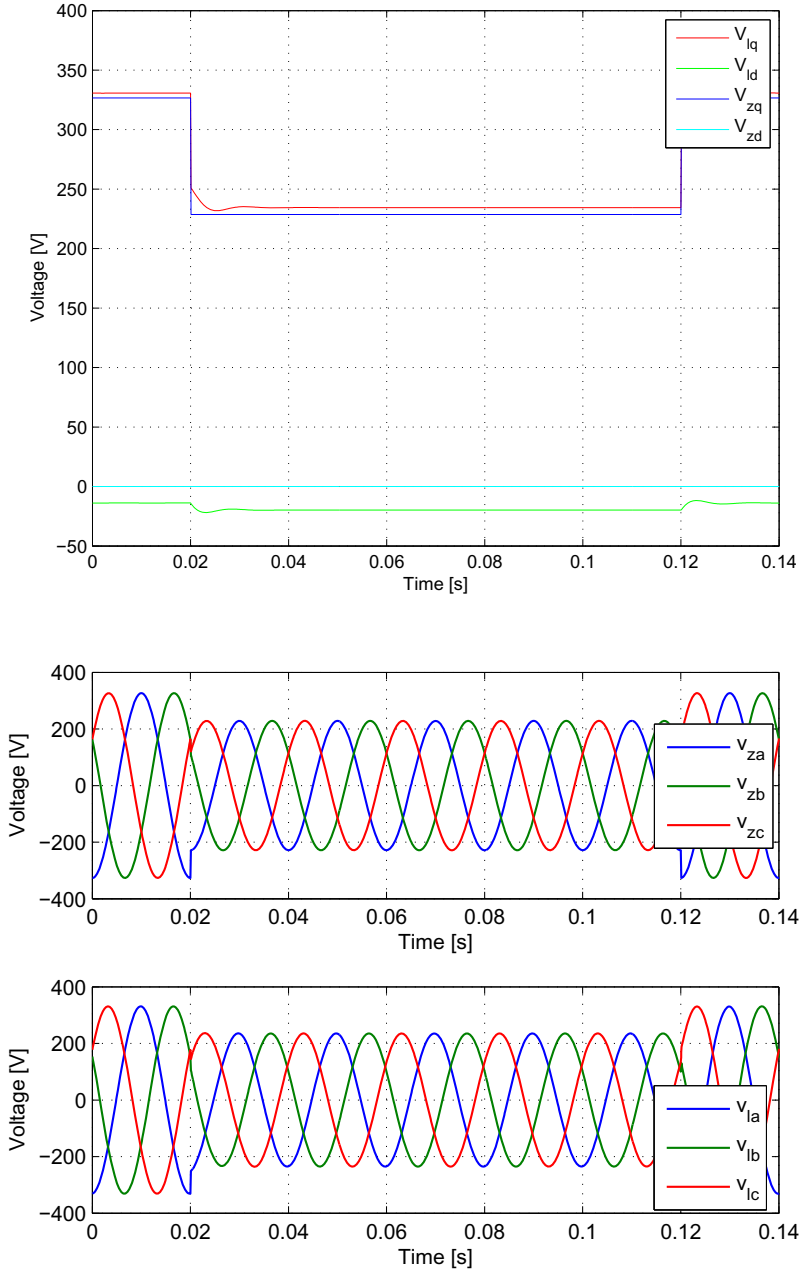 400
350
300
250
200
150
100
50
0
−50
Voltage [V]
V_lq
V_ld
V_zq
V_zd
0 0.02 0.04 0.06 0.08 0.1 0.12 0.14
Time [s]
400
200
0
−200
−400
Voltage [V]
v_za
v_zb
v_zc
0 0.02 0.04 0.06 0.08 0.1 0.12 0.14
Time [s]
400
200
0
−200
−400
Voltage [V]
v_la
v_lb
v_lc
0 0.02 0.04 0.06 0.08 0.1 0.12 0.14
Time [s]